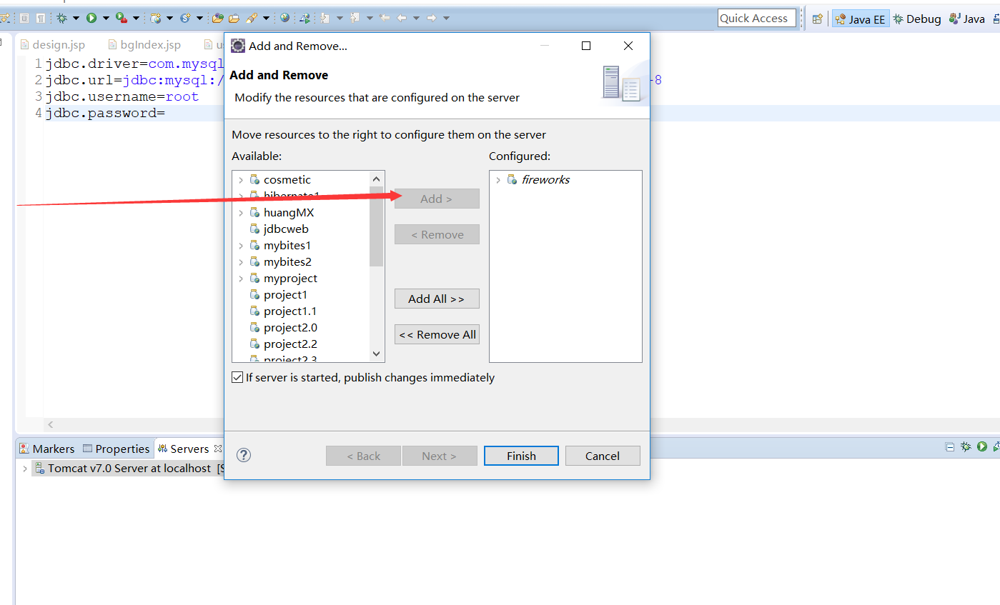 Quick Access
Java EE
Debug
Java
design.jsp
bgIndex.jsp
Add and Remove...
1 jdbc.driver=com.mysql
2 jdbc.url=jdbc:mysql:/
-8
3 jdbc.username=root
4 jdbc.password=
Add and Remove
Modify the resources that are configured on the server
Move resources to the right to configure them on the server
Available:
Configured:
cosmetic
hibernate1
huangMX
jdbcweb
mybites1
mybites2
myproject
project1
project1.1
project2.0
project2.2
project2.3
Add >
< Remove
Add All >>
<< Remove All
fireworks
If server is started, publish changes immediately
< Back
Next >
Finish
Cancel
Markers
Properties
Servers
Tomcat v7.0 Server at localhost [S